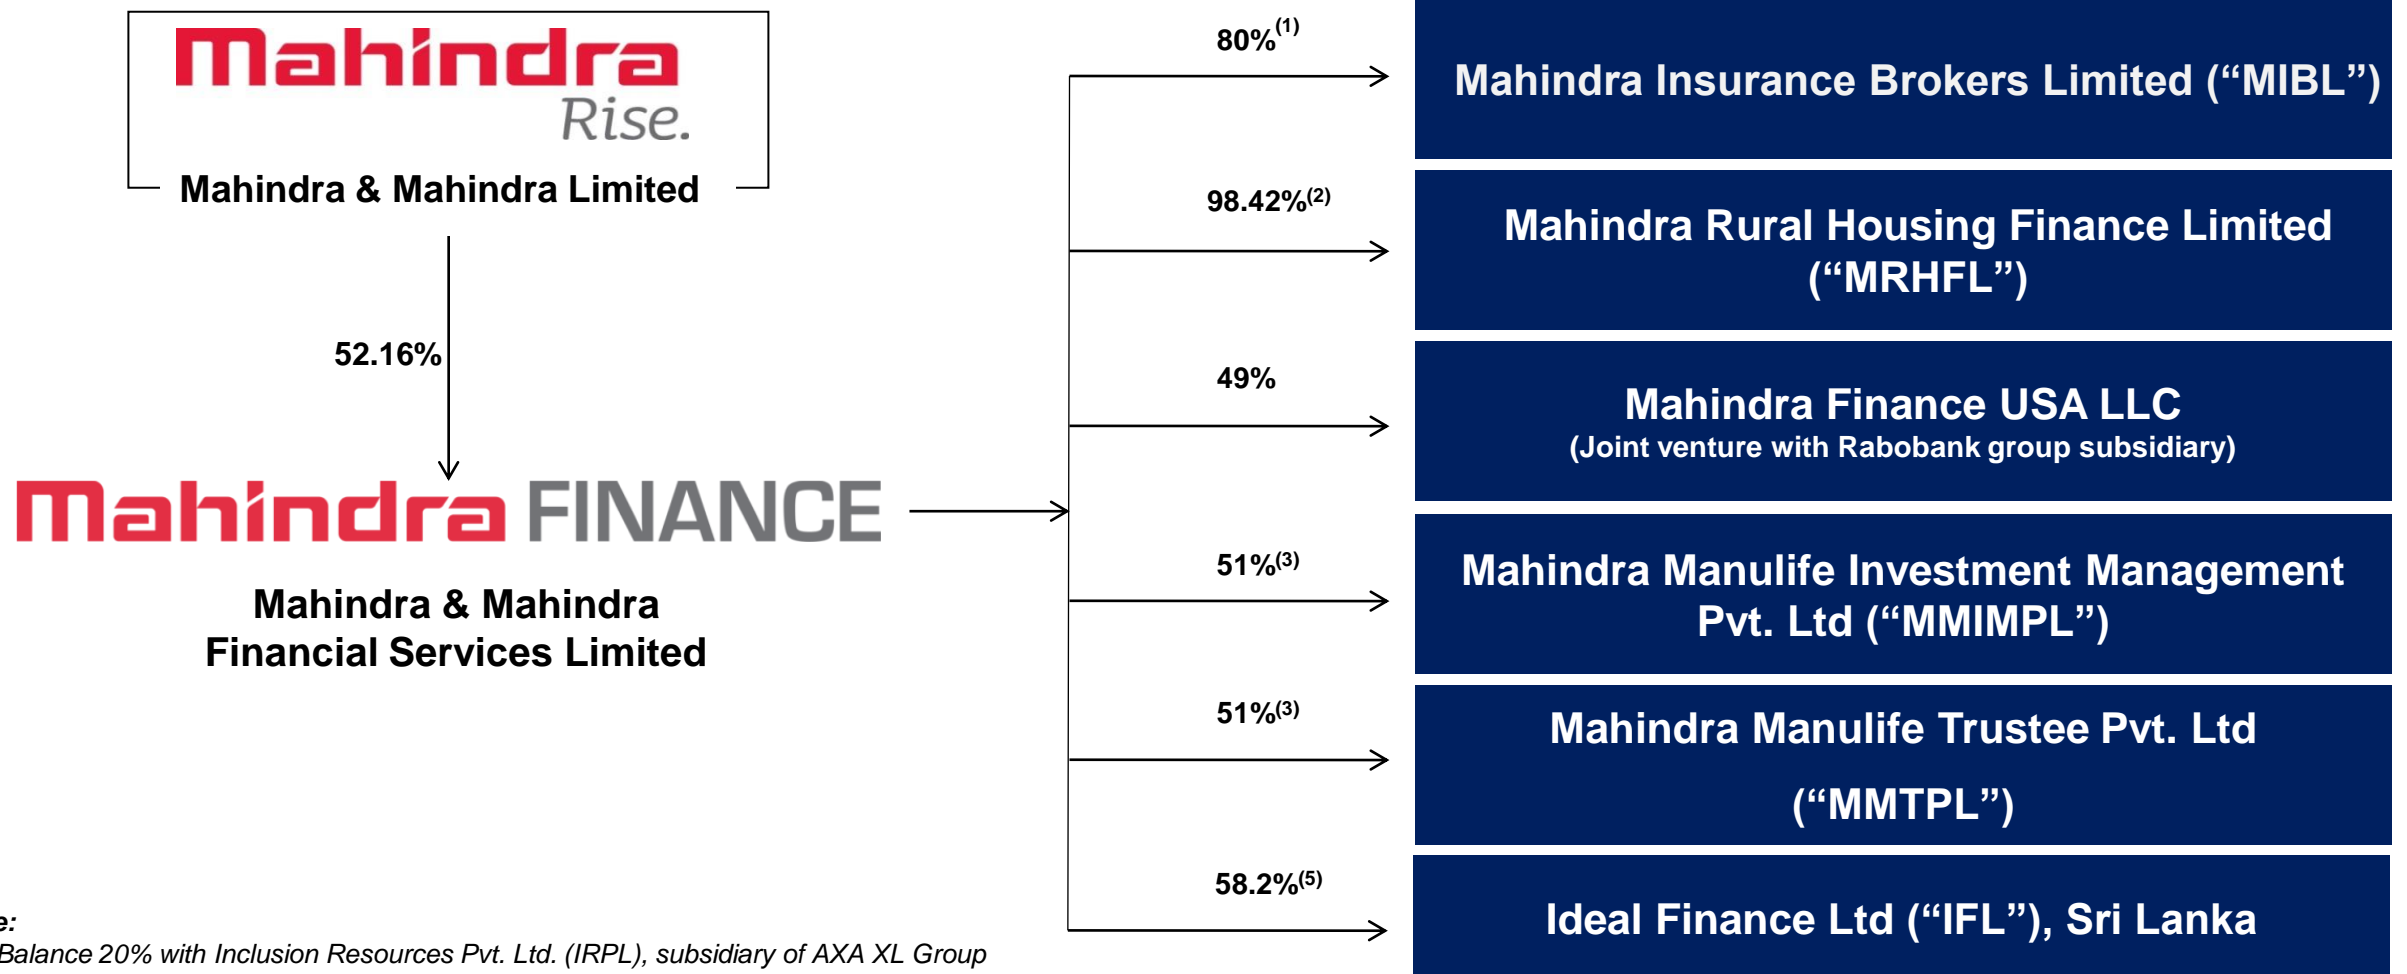 Mahindra
Rise.
Mahindra & Mahindra Limited
52.16%
Mahindra FINANCE
Mahindra & Mahindra
Financial Services Limited
80%(1)
Mahindra Insurance Brokers Limited (“MIBL”)
98.42%(2)
Mahindra Rural Housing Finance Limited
(“MRHFL”)
49%
Mahindra Finance USA LLC
(Joint venture with Rabobank group subsidiary)
51%(3)
Mahindra Manulife Investment Management
Pvt. Ltd (“MMIMPL”)
51%(3)
Mahindra Manulife Trustee Pvt. Ltd
(“MMTPL”)
58.2%(5)
Ideal Finance Ltd (“IFL”), Sri Lanka
e:
Balance 20% with Inclusion Resources Pvt. Ltd. (IRPL), subsidiary of AXA XL Group